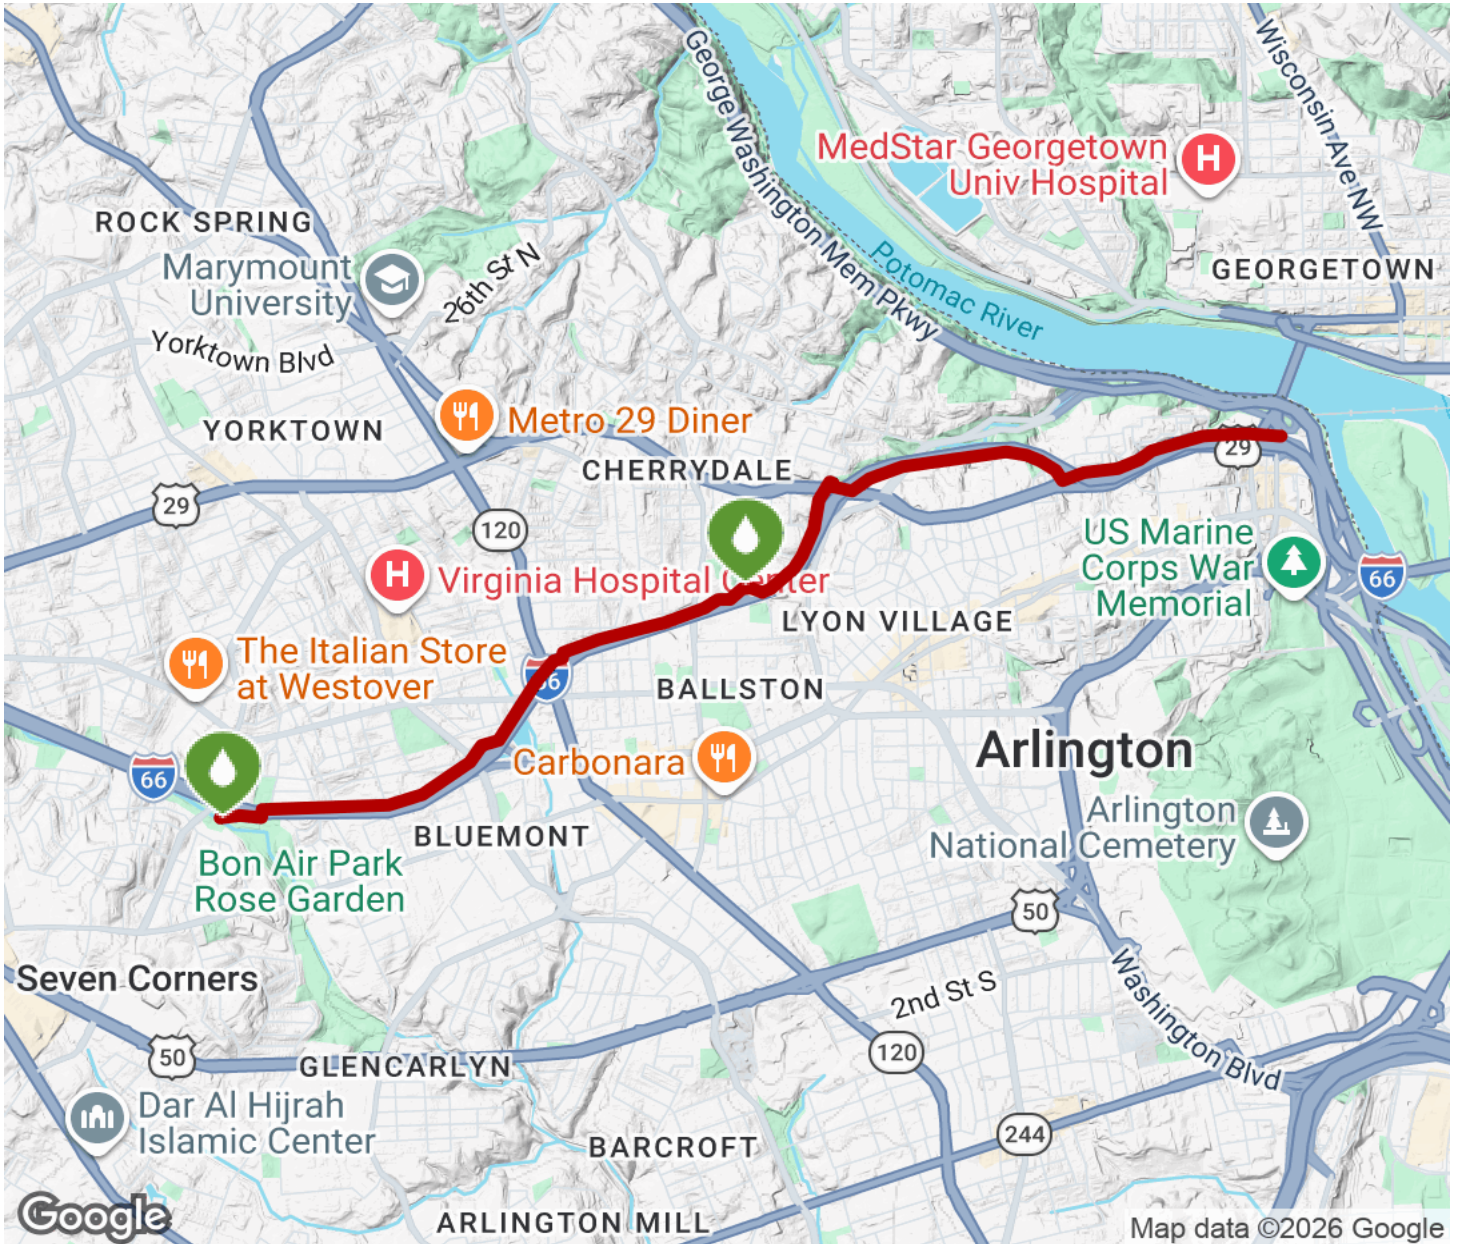 George Washington Mem Pkwy
Wisconsin Ave NW
MedStar Georgetown
Univ Hospital
ROCK SPRING
Marymount
University
26th St N
Potomac River
GEORGETOWN
Yorktown Blvd
Metro 29 Diner
YORKTOWN
CHERRYDALE
29
29
120
US Marine
Corps War
Memorial
66
Virginia Hospital Center
LYON VILLAGE
The Italian Store
at Westover
66
BALLSTON
Carbonara
Arlington
66
Arlington
National Cemetery
BLUEMONT
Bon Air Park
Rose Garden
50
Seven Corners
Washington Blvd
2nd St S
50
GLENCARLYN
120
Dar Al Hijrah
Islamic Center
BARCROFT
244
Google
ARLINGTON MILL
Map data ©2026 Google